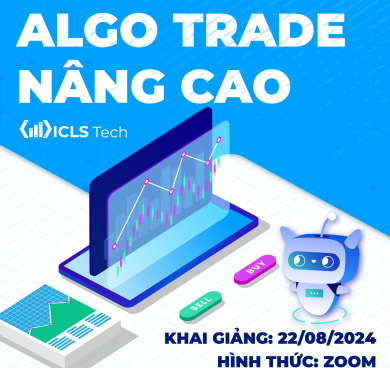 ALGO TRADE
NÂNG CAO
ICLS Tech
BUY
SELL
KHAI GIẢNG: 22/08/2024
HÌNH THỨC: ZOOM